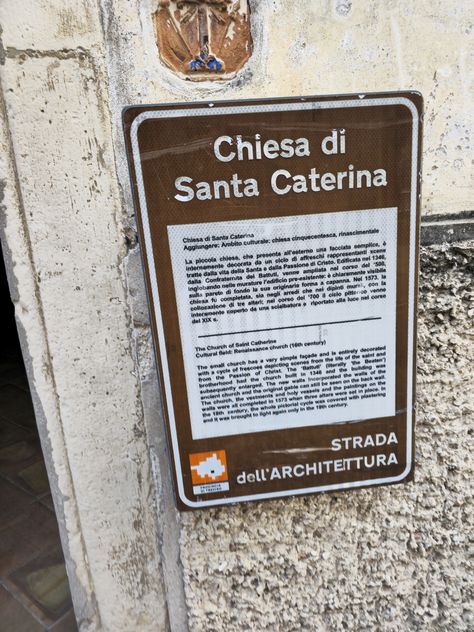 Chiesa di
Santa Caterina
Chiesa di Santa Caterina
Aggiungere: Ambito culturale: chiesa cinquecentesca, rinascimentale
La piccola chiesa, che presenta all'esterno una facciata semplice, è
internamente decorata da un ciclo di affreschi rappresentanti scene
tratte dalla vita della Santa e dalla Passione di Cristo. Edificata nel 1346,
dalla Confraternita dei Battuti, venne ampliata nel corso del '500,
inglobando nelle murature l'edificio preesistente: è chiaramente visibile
sulla parete di fondo la sua originaria forma a capanna. Nel 1573, la
chiesa fu completata, sia negli arredi che nei dipinti murali, con la
collocazione di tre altari; nel corso del '700 il ciclo pittorico venne
interamente coperto da una scialbatura e riportato alla luce nel corso
del XIX s.
The Church of Saint Catherine
Cultural field: Renaissance church (16th century)
The small church has a very simple façade and is entirely decorated
with a cycle of frescoes depicting scenes from the life of the saint and
from the Passion of Christ. The 'Battuti' (literally 'the Beaten')
brotherhood had the church built in 1346 and the building was
subsequently enlarged. The new walls incorporated the walls of the
ancient church and the original gable can still be seen on the back wall.
The church, the vestments and holy vessels and the paintings on the
walls were all completed in 1573 when three altars were set in place. In
the 18th century, the whole pictorial cycle was covered with plastered
and it was brought to light again only in the 19th century.
STRADA
dell'ARCHITETTURA
PROVINCIA
DI TREVISO